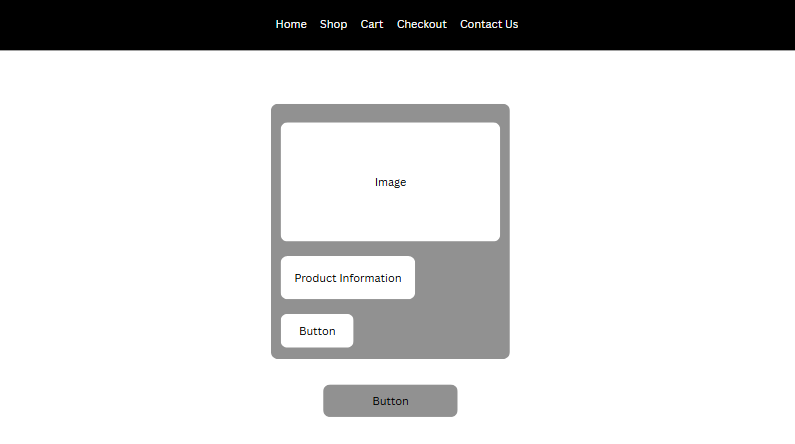 Home Shop Cart Checkout Contact Us
Image
Product Information
Button
Button